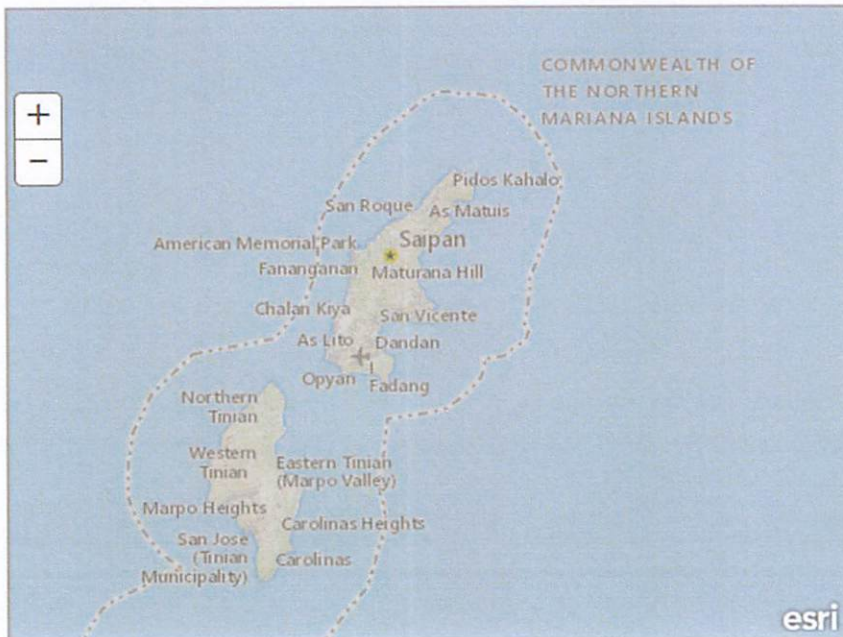 COMMONWEALTH OF
THE NORTHERN
MARIANA ISLANDS
+
−
Pidos Kahalo
San Roque
As Matuis
American Memorial Park
Saipan
Fananganan
Maturana Hill
Chalan Kiya
San Vicente
As Lito
Dandan
I
Fadang
Opyan
Northern
Tinian
Western
Tinian
Eastern Tinian
(Marpo Valley)
Marpo Heights
Carolinas Heights
San Jose
(Tinian
Municipality)
Carolinas
esri